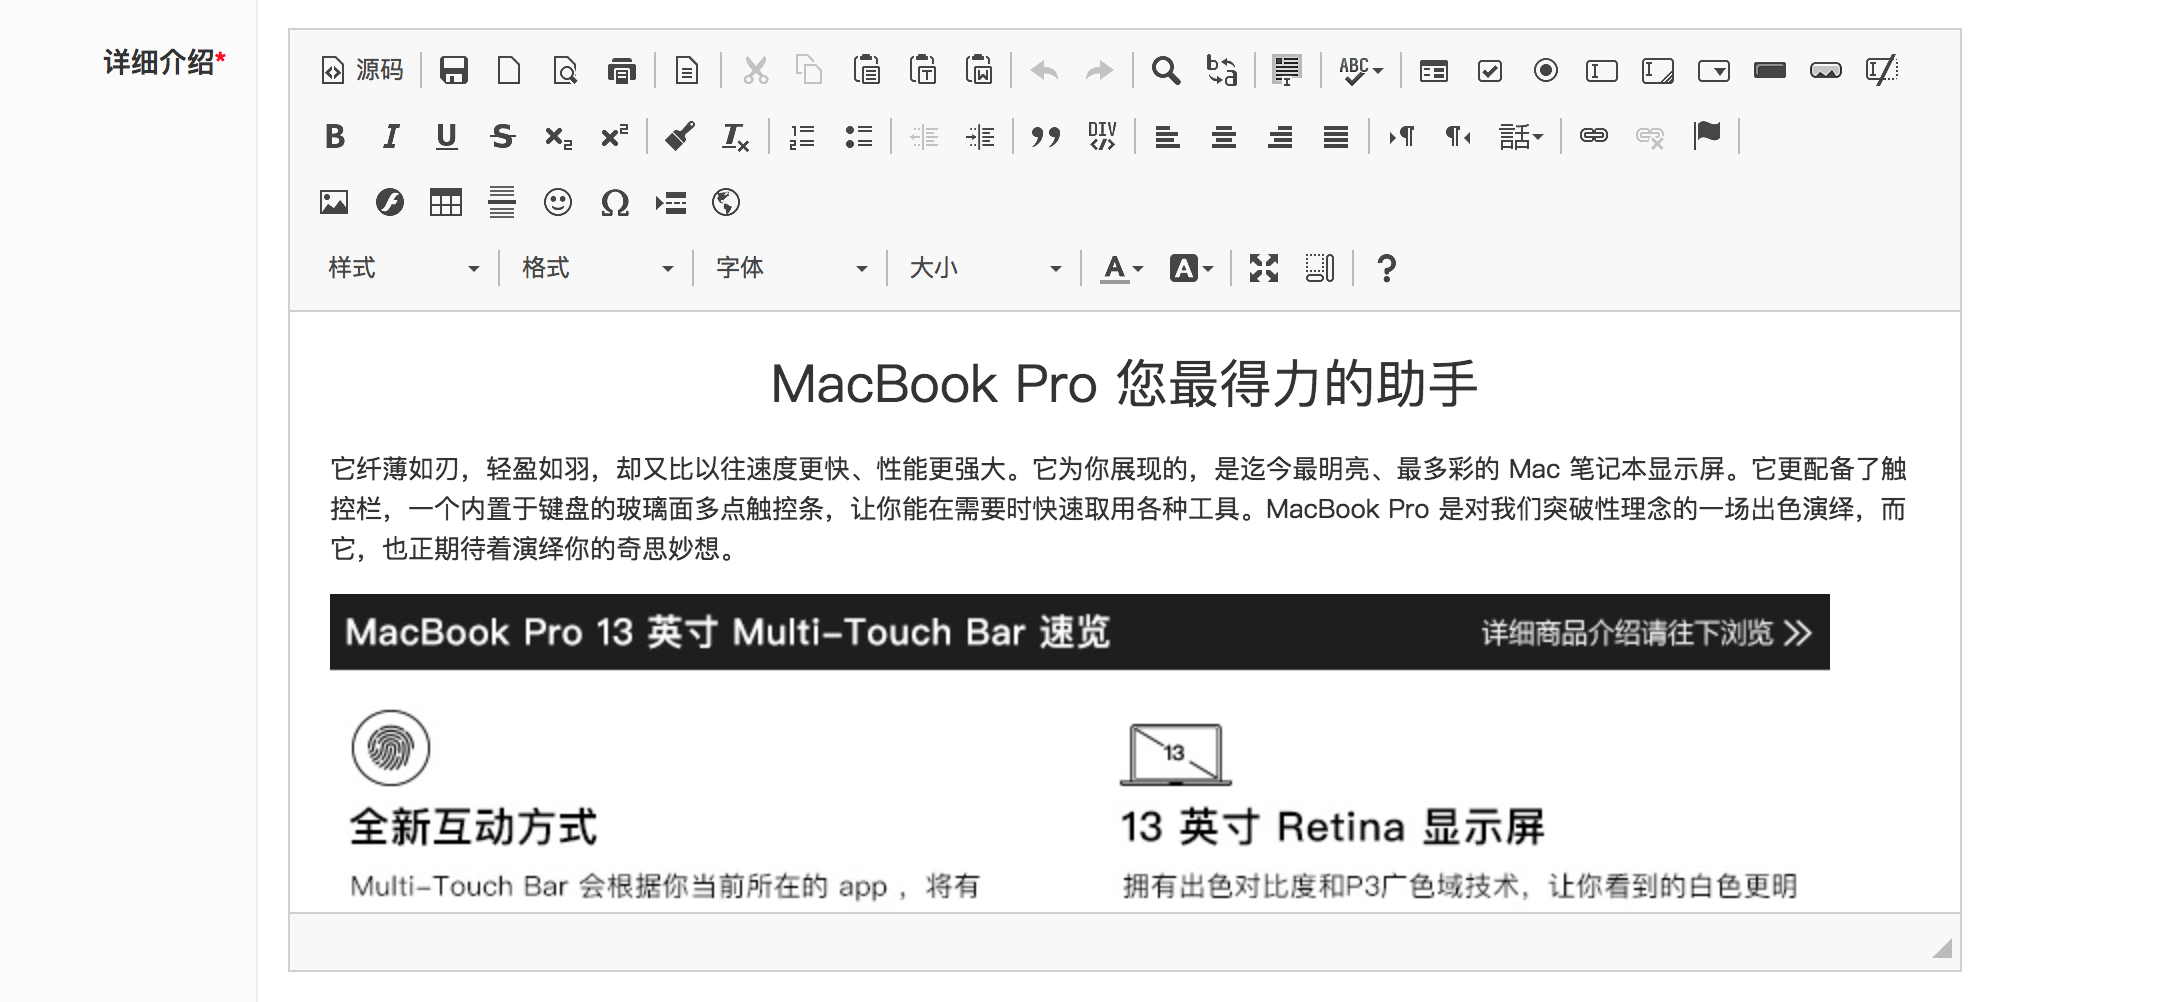 详细介绍*
源码
ABC
B I U S x₂ x² Tx
DIV
話
Ω
样式 格式 字体 大小 A A ?
MacBook Pro 您最得力的助手
它纤薄如刃，轻盈如羽，却又比以往速度更快、性能更强大。它为你展现的，是迄今最明亮、最多彩的 Mac 笔记本显示屏。它更配备了触
控栏，一个内置于键盘的玻璃面多点触控条，让你能在需要时快速取用各种工具。MacBook Pro 是对我们突破性理念的一场出色演绎，而
它，也正期待着演绎你的奇思妙想。
MacBook Pro 13 英寸 Multi-Touch Bar 速览
详细商品介绍请往下浏览 >>
13
全新互动方式
13 英寸 Retina 显示屏
Multi-Touch Bar 会根据你当前所在的 app ，将有
拥有出色对比度和P3广色域技术，让你看到的白色更明